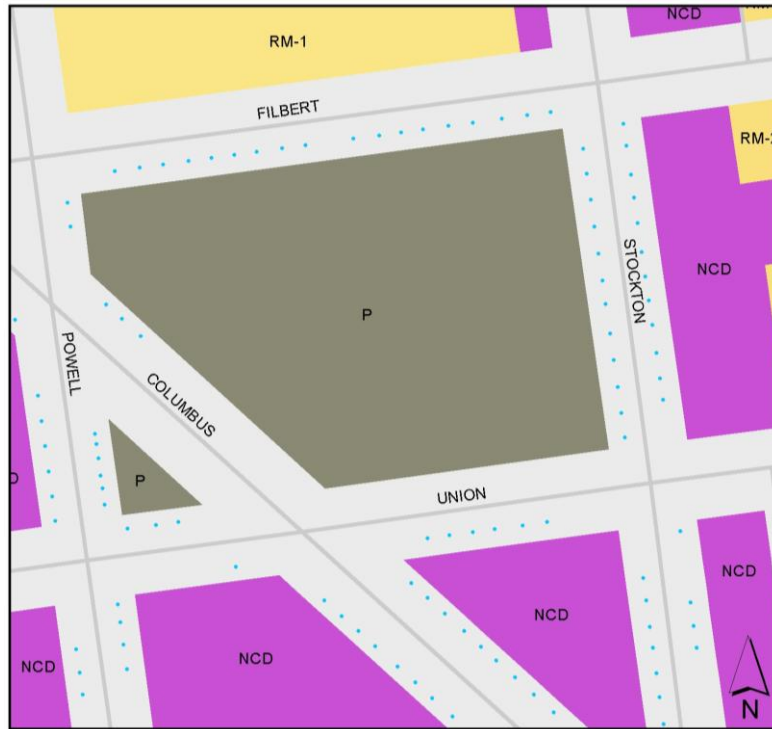 NCD
RM-1
FILBERT
RM-2
STOCKTON
NCD
P
POWELL
COLUMBUS
P
UNION
NCD
NCD
NCD
NCD
N